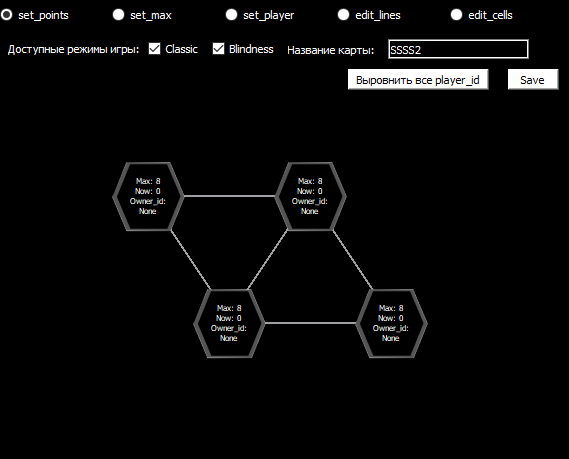 set_points set_max set_player edit_lines edit_cells
Доступные режимы игры: Classic Blindness Название карты: SSSS2
Выровнить все player_id Save
Max: 8
Now: 0
Owner_id:
None
Max: 8
Now: 0
Owner_id:
None
Max: 8
Now: 0
Owner_id:
None
Max: 8
Now: 0
Owner_id:
None